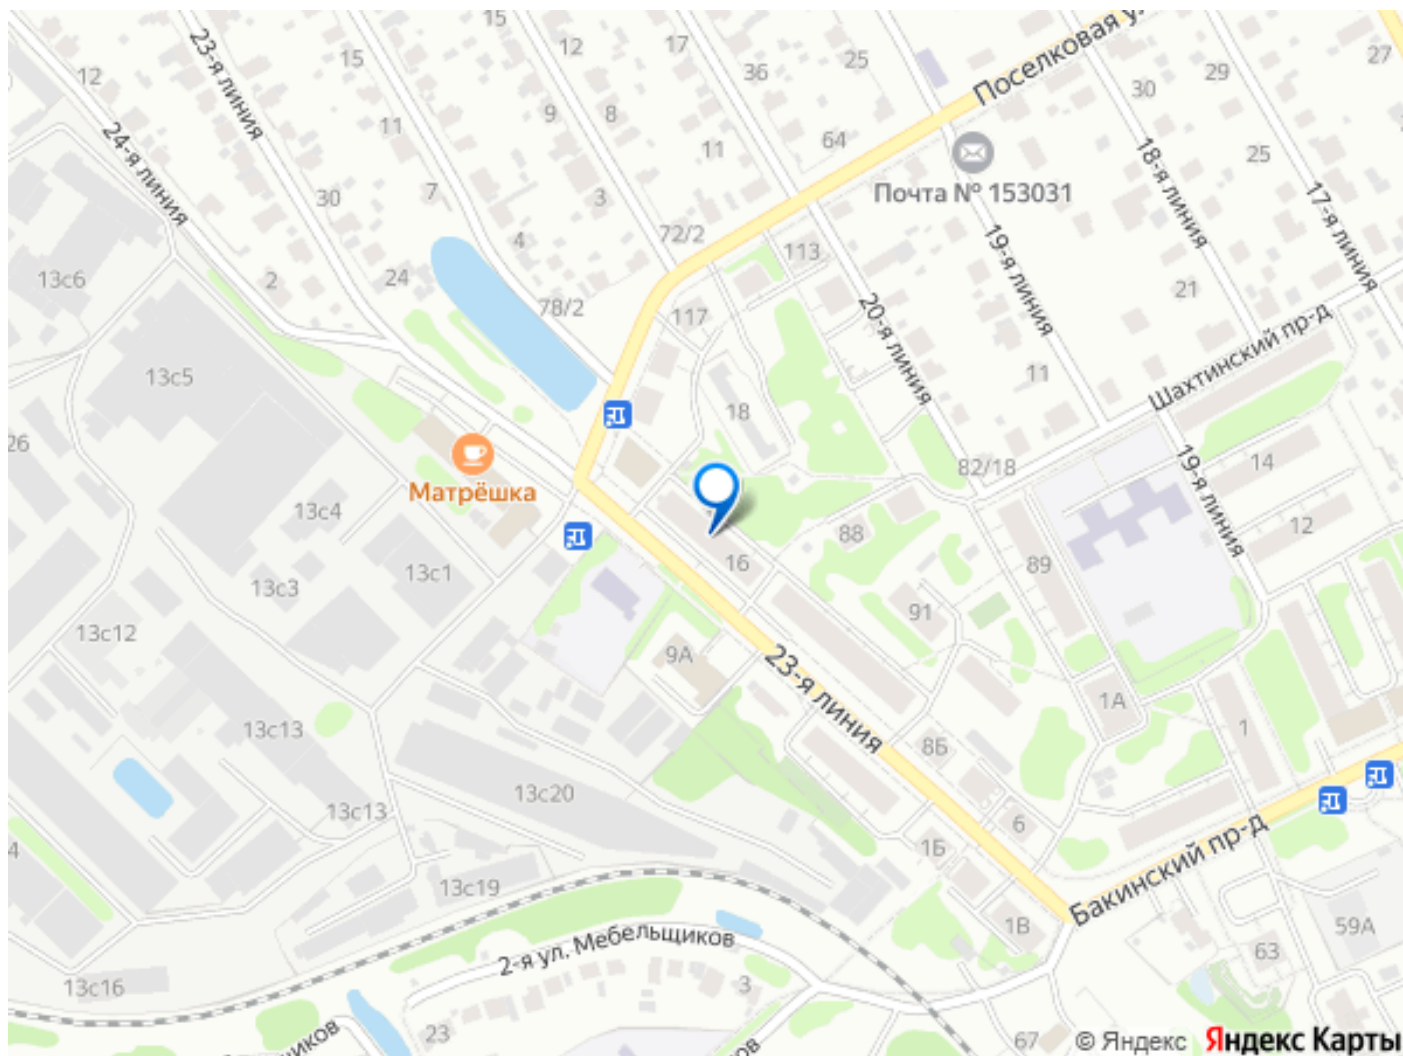 15
17
12
36
25
Поселковая у
29
27
23-я линия
15
12
30
9
8
11
64
11
24-я линия
7
30
3
Почта № 153031
18-я линия
25
17-я линия
72/2
4
113
19-я линия
13с6
2
24
78/2
117
20-я линия
21
Шахтинский пр-д
13с5
18
11
26
Матрёшка
82/18
14
19-я линия
12
13с4
88
89
16
13с3
13с1
91
13с12
9А
23-я линия
1А
13с13
8Б
1
13с20
13с13
6
1Б
Бакинский пр-д
4
13с19
1В
59А
2-я ул. Мебельщиков
63
13с16
3
23
67
© Яндекс
Яндекс Карты